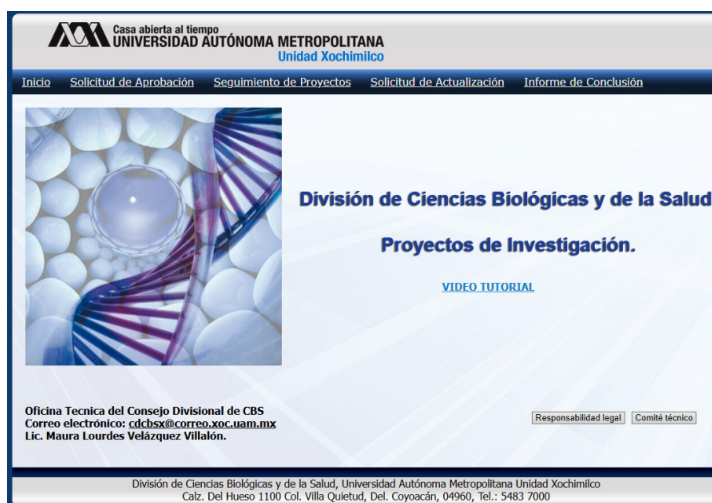 Casa abierta al tiempo
UNIVERSIDAD AUTÓNOMA METROPOLITANA
Unidad Xochimilco
Inicio Solicitud de Aprobación Seguimiento de Proyectos Solicitud de Actualización Informe de Conclusión
División de Ciencias Biológicas y de la Salud
Proyectos de Investigación.
VIDEO TUTORIAL
Oficina Tecnica del Consejo Divisional de CBS
Correo electrónico: cdcbsx@correo.xoc.uam.mx
Lic. Maura Lourdes Velázquez Villalón.
Responsabilidad legal Comité técnico
División de Ciencias Biológicas y de la Salud, Universidad Autónoma Metropolitana Unidad Xochimilco
Calz. Del Hueso 1100 Col. Villa Quietud, Del. Coyoacán, 04960, Tel.: 5483 7000